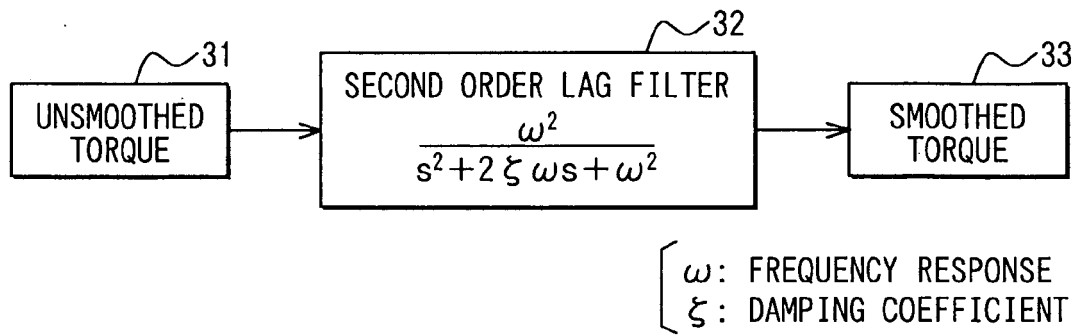 31
32
33
UNSMOOTHED
TORQUE
SECOND ORDER LAG FILTER
ω²
s²+2ζωs+ω²
SMOOTHED
TORQUE
ω: FREQUENCY RESPONSE
ζ: DAMPING COEFFICIENT